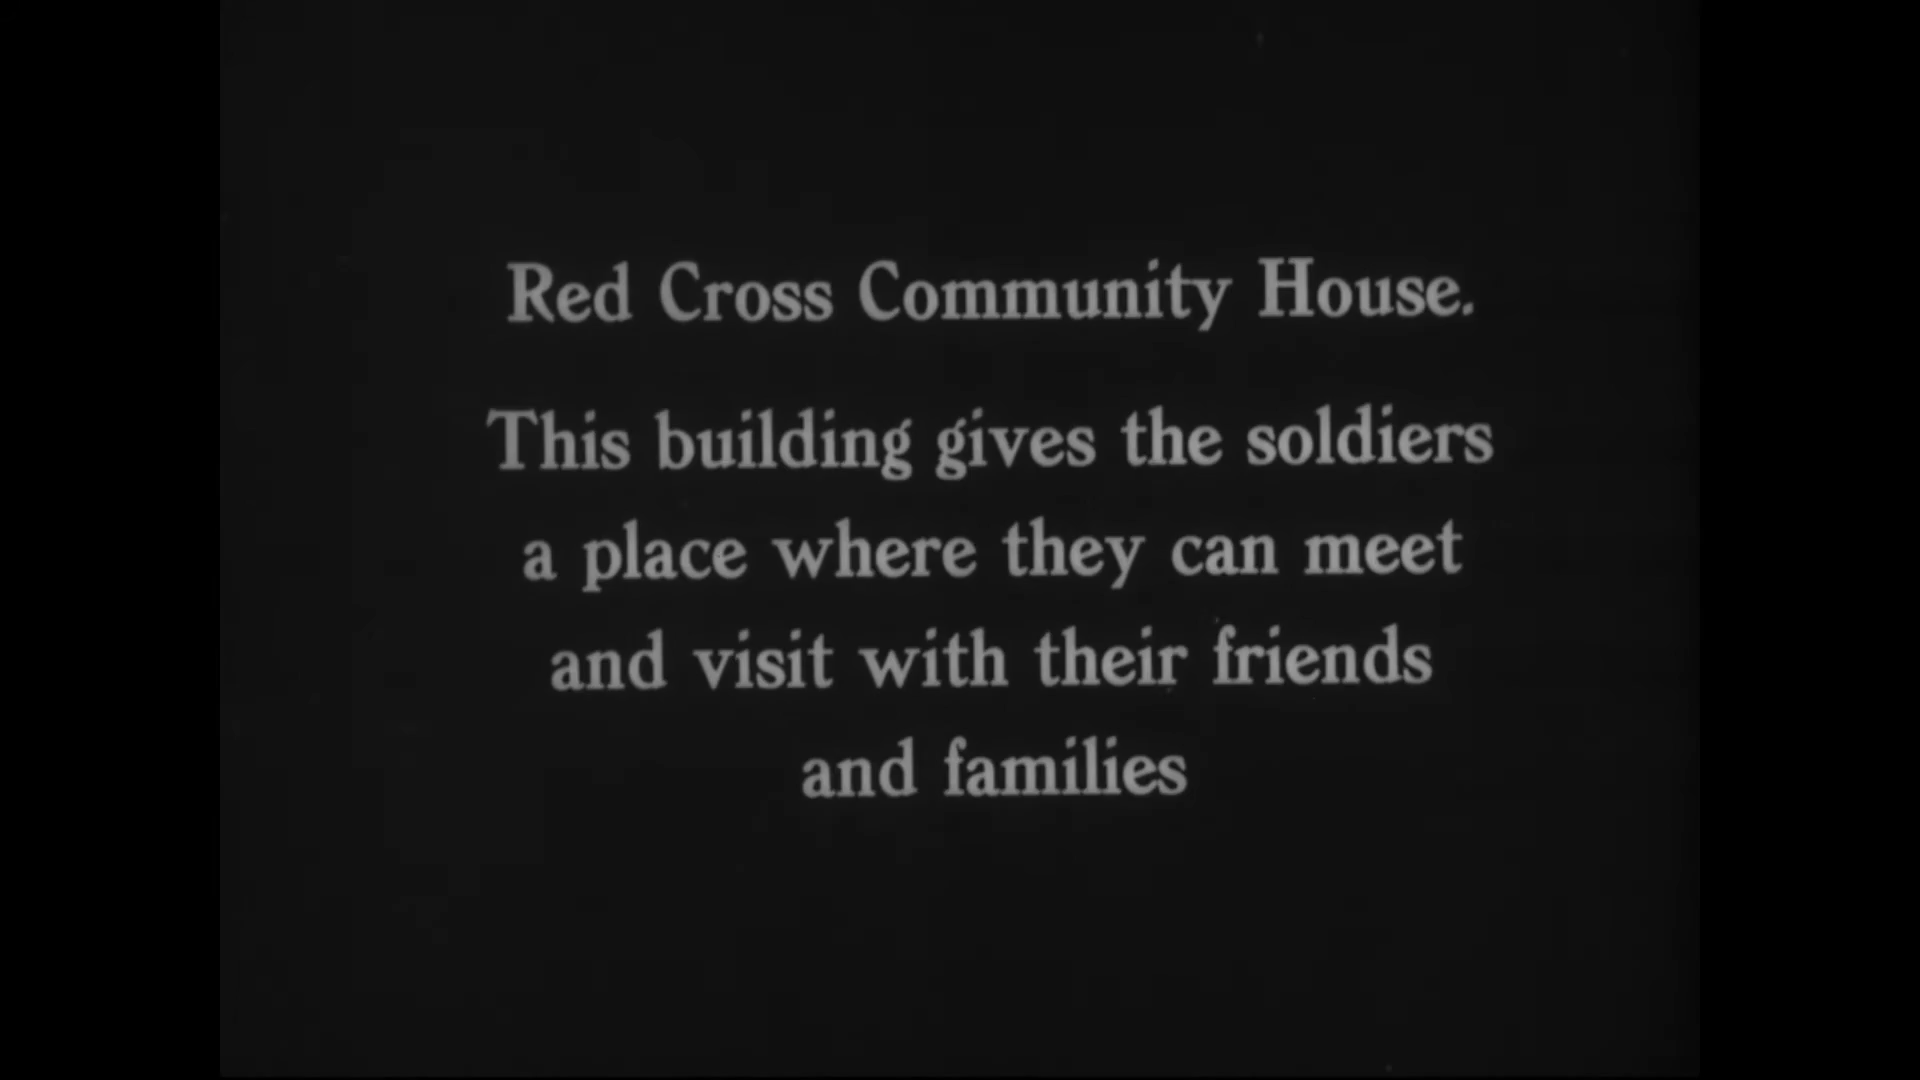 Red Cross Community House.
This building gives the soldiers
a place where they can meet
and visit with their friends
and families